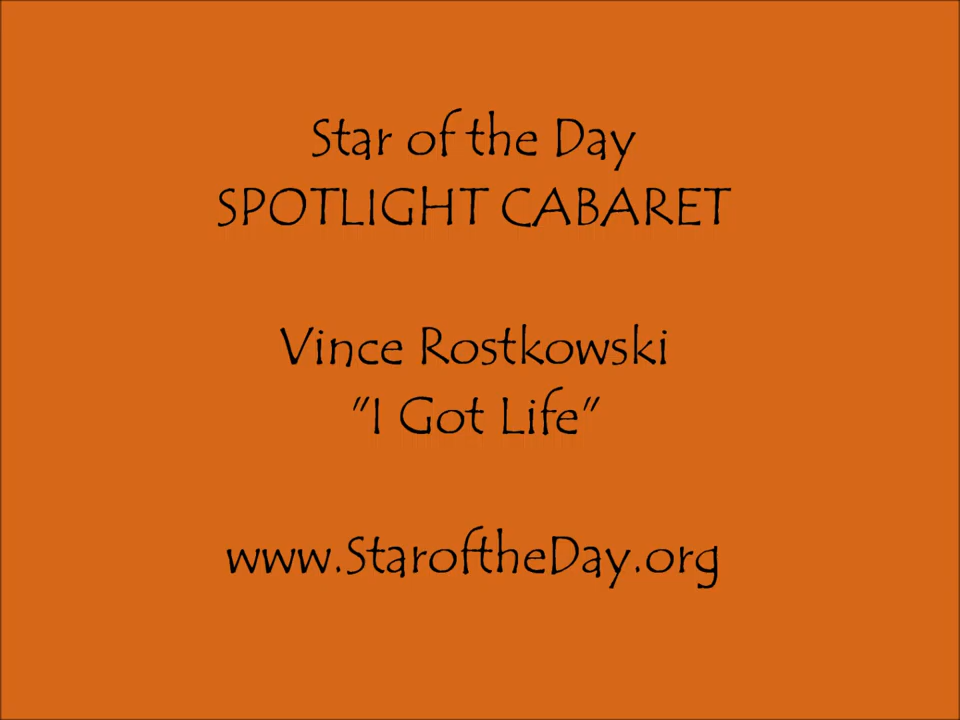 Star of the Day
SPOTLIGHT CABARET
Vince Rostkowski
"I Got Life"
www.StaroftheDay.org